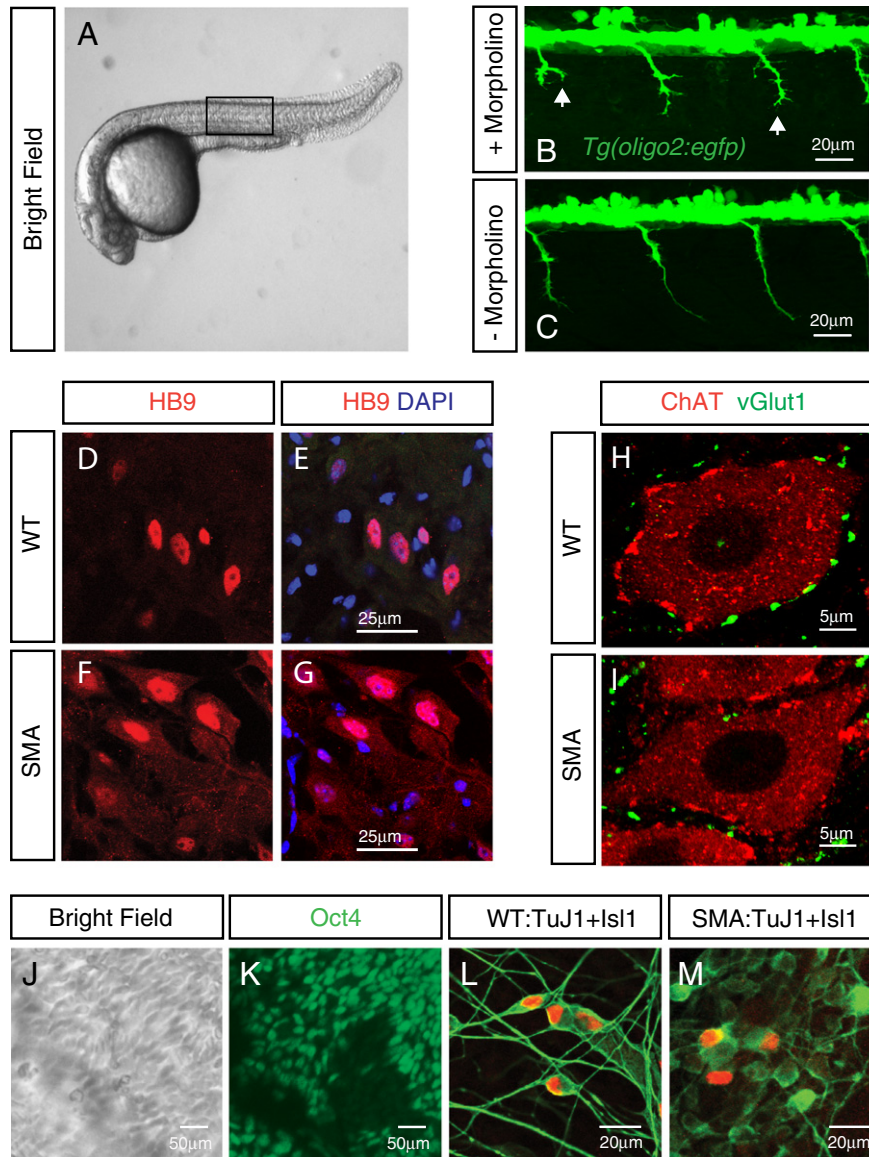 Bright Field
A
+ Morpholino
B
Tg(oligo2:egfp)
20µm
- Morpholino
C
20µm
HB9
HB9 DAPI
ChAT vGlut1
WT
D
E
25µm
WT
H
5µm
SMA
F
G
25µm
SMA
I
5µm
Bright Field
Oct4
WT:TuJ1+Isl1
SMA:TuJ1+Isl1
J
50µm
K
50µm
L
20µm
M
20µm